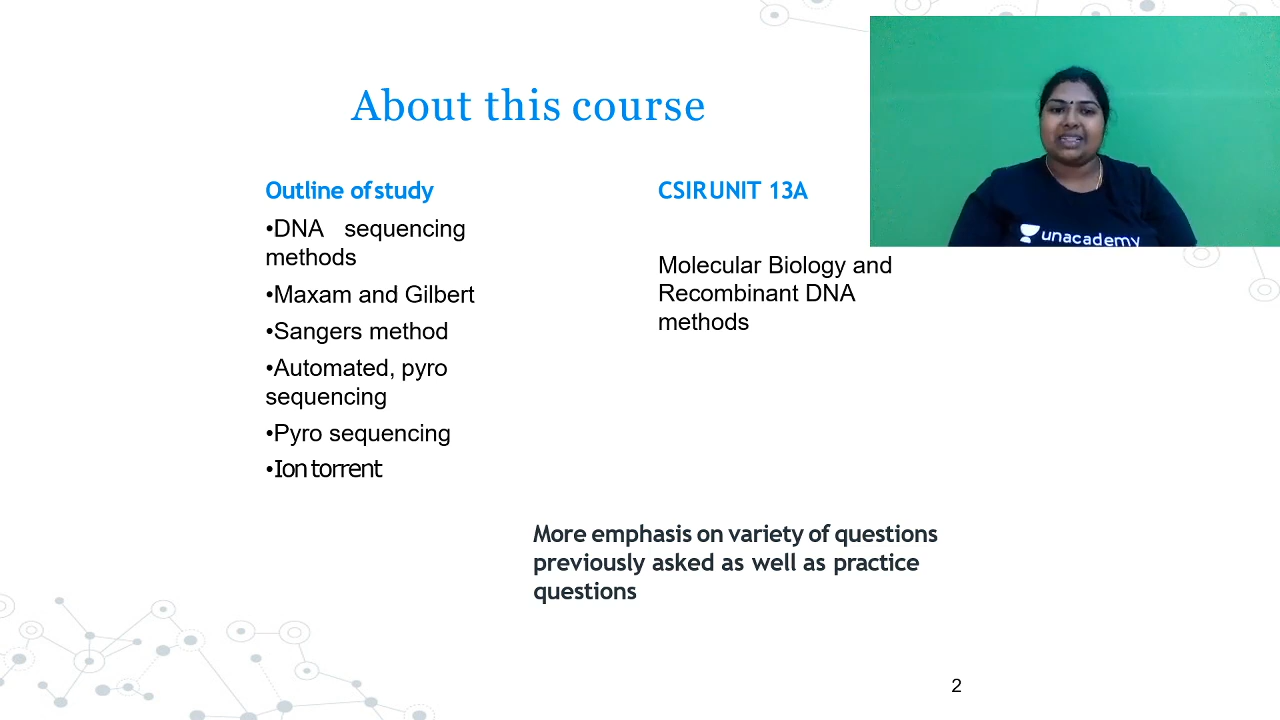 About this course
Outline of study
•DNA sequencing
methods
•Maxam and Gilbert
•Sangers method
•Automated, pyro
sequencing
•Pyro sequencing
•Ion torrent
CSIR UNIT 13A
Molecular Biology and
Recombinant DNA
methods
unacademy
More emphasis on variety of questions
previously asked as well as practice
questions
2